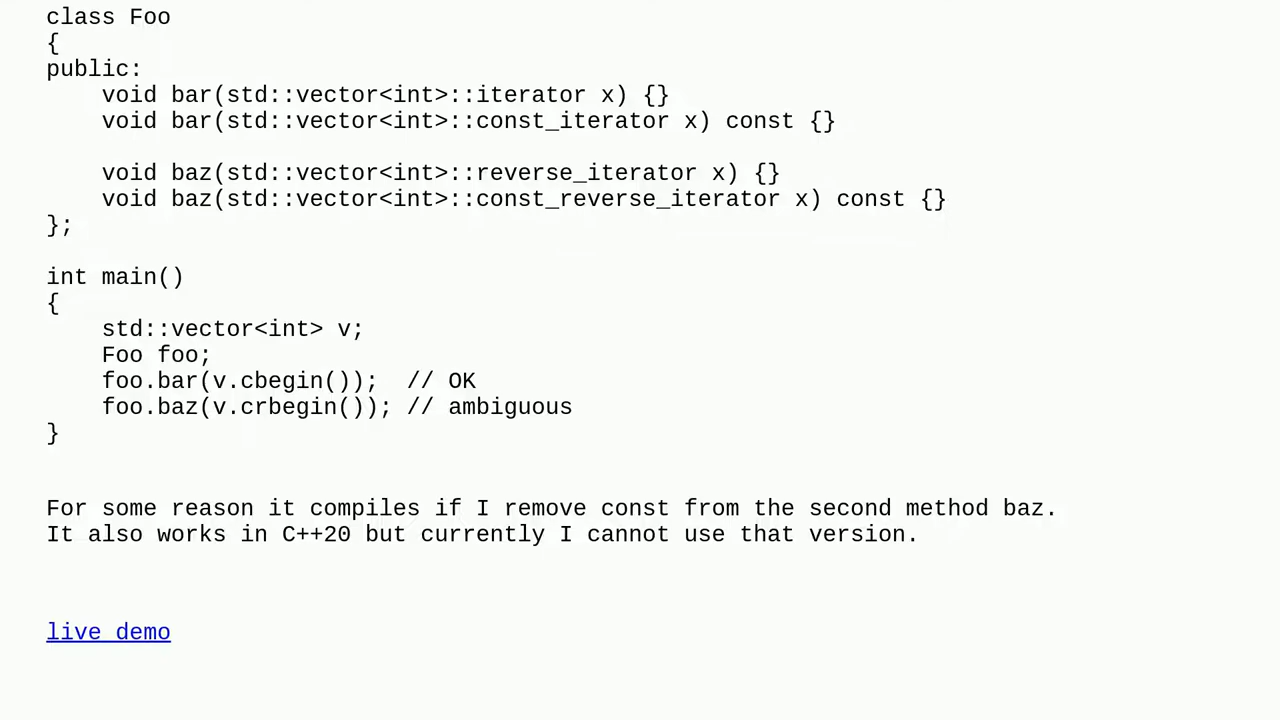 class Foo
{
public:
    void bar(std::vector<int>::iterator x) {}
    void bar(std::vector<int>::const_iterator x) const {}

    void baz(std::vector<int>::reverse_iterator x) {}
    void baz(std::vector<int>::const_reverse_iterator x) const {}
};

int main()
{
    std::vector<int> v;
    Foo foo;
    foo.bar(v.cbegin());  // OK
    foo.baz(v.crbegin()); // ambiguous
}

For some reason it compiles if I remove const from the second method baz.
It also works in C++20 but currently I cannot use that version.

live demo